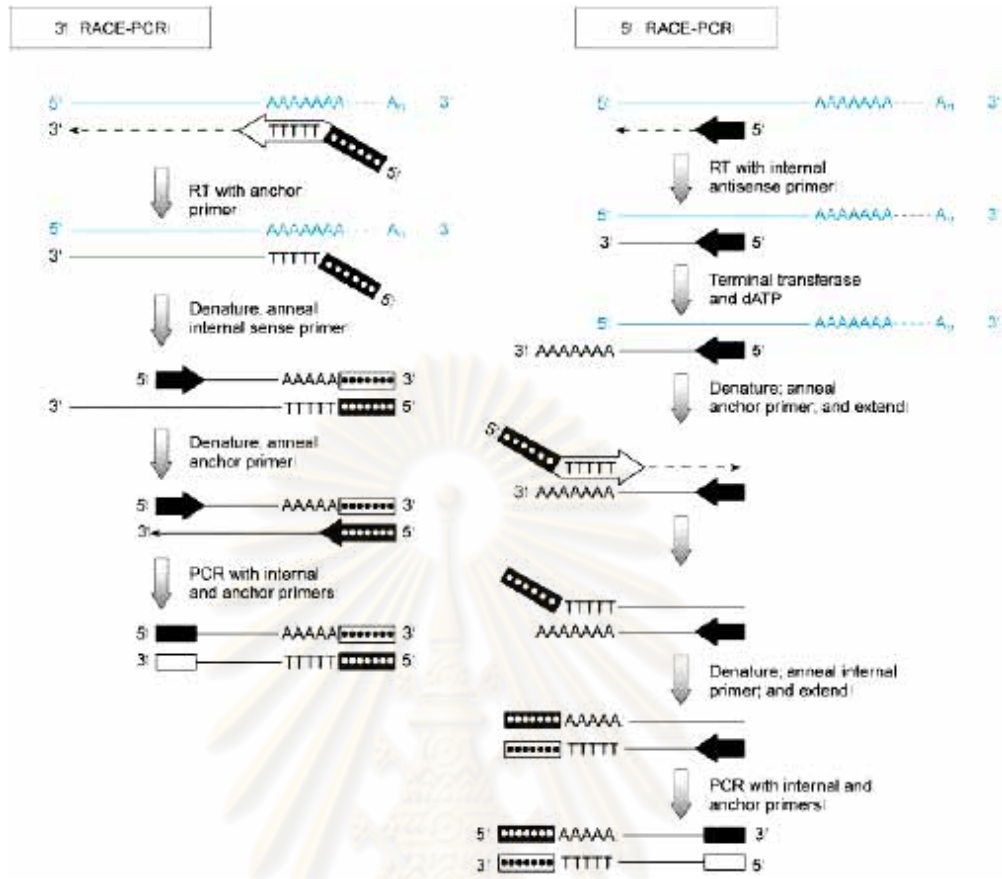 3' RACE-PCR
5' AAAAAAA An 3'
3' TTTTT 5'
RT with anchor
primer
5' AAAAAAA An 3'
3' TTTTT 5'
Denature, anneal
internal sense primer
5' AAAAA 3'
3' TTTTT 5'
Denature, anneal
anchor primer
5' AAAAA 3'
3' 5'
PCR with internal
and anchor primers
5' AAAAA 3'
3' TTTTT 5'
5' RACE-PCR
5' AAAAAAA An 3'
5'
RT with internal
antisense primer
5' AAAAAAA An 3'
3' 5'
Terminal transferase
and dATP
5' AAAAAAA An 3'
3' AAAAAAA 5'
Denature; anneal
anchor primer; and extend
5' TTTTT
3' AAAAAAA
TTTTT
AAAAAAA
Denature; anneal internal
primer; and extend
AAAAA
TTTTT
PCR with internal and
anchor primers
5' AAAAA 3'
3' TTTTT 5'